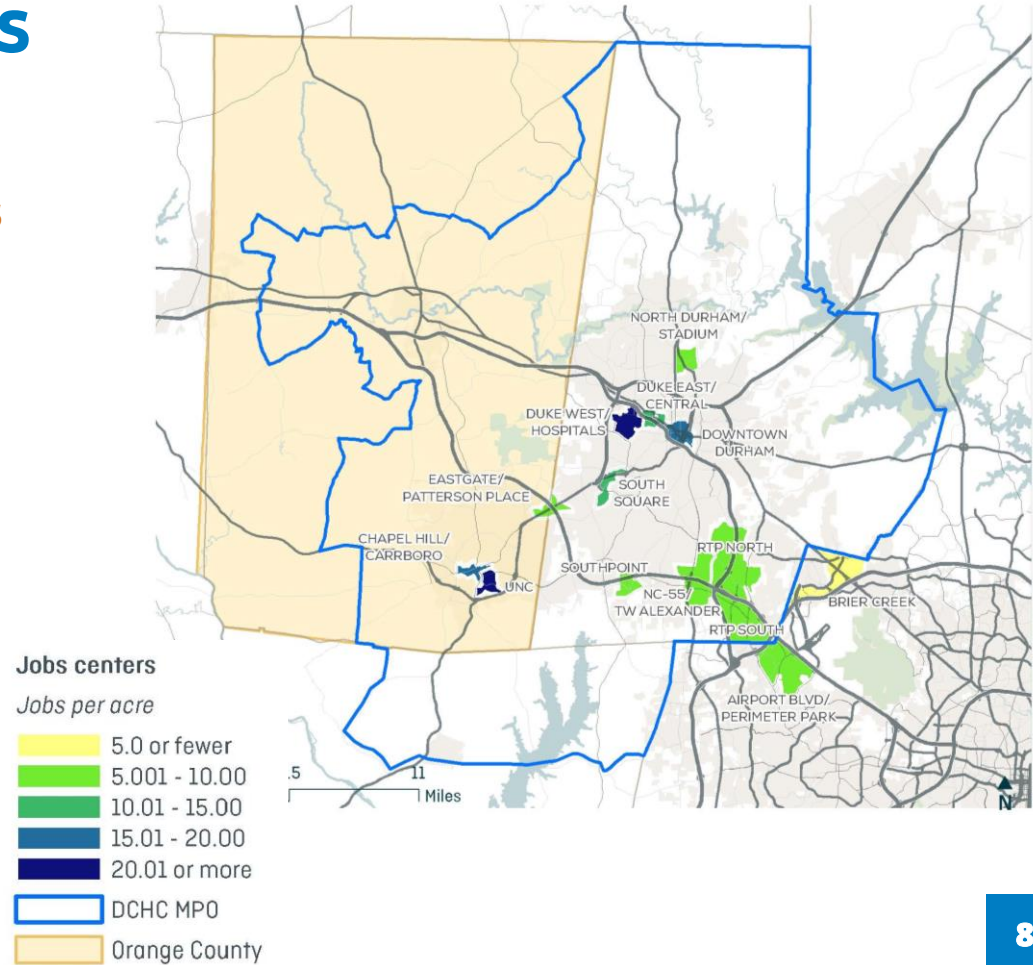 S
S
NORTH DURHAM/
STADIUM
DUKE EAST/
CENTRAL
DUKE WEST/
HOSPITALS
DOWNTOWN
DURHAM
EASTGATE/
PATTERSON PLACE
SOUTH
SQUARE
CHAPEL HILL/
CARRBORO
UNC
SOUTHPOINT
RTP NORTH
NC-55/
TW ALEXANDER
RTP SOUTH
BRIER CREEK
AIRPORT BLVD/
PERIMETER PARK
Jobs centers
Jobs per acre
5.0 or fewer
5.001 - 10.00
10.01 - 15.00
15.01 - 20.00
20.01 or more
DCHC MPO
Orange County
.5 11
Miles
N
8